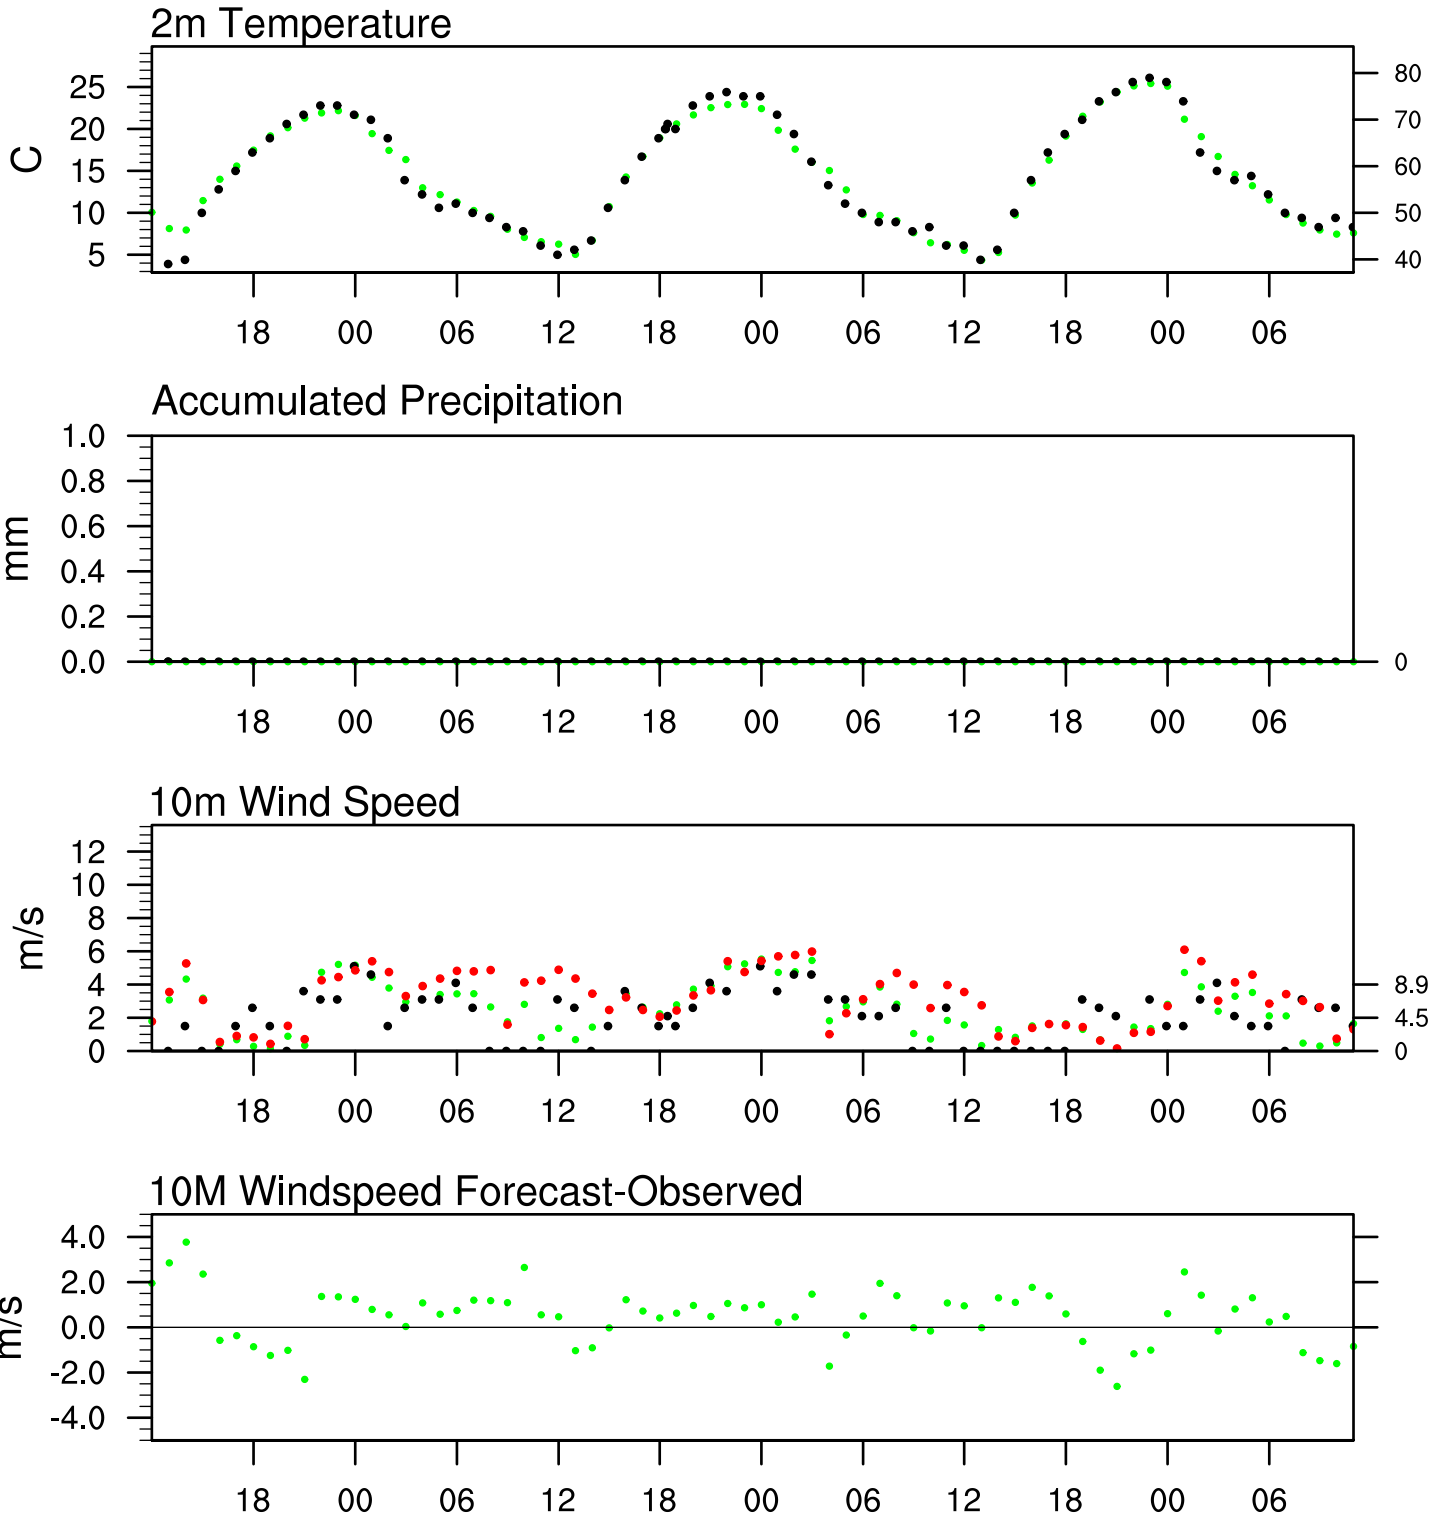 2m Temperature
25
20
15
10
5
C
80
70
60
50
40
18 00 06 12 18 00 06 12 18 00 06
Accumulated Precipitation
1.0
0.8
0.6
0.4
0.2
0.0
mm
0
18 00 06 12 18 00 06 12 18 00 06
10m Wind Speed
12
10
8
6
4
2
0
m/s
8.9
4.5
0
18 00 06 12 18 00 06 12 18 00 06
10M Windspeed Forecast-Observed
4.0
2.0
0.0
-2.0
-4.0
m/s
18 00 06 12 18 00 06 12 18 00 06